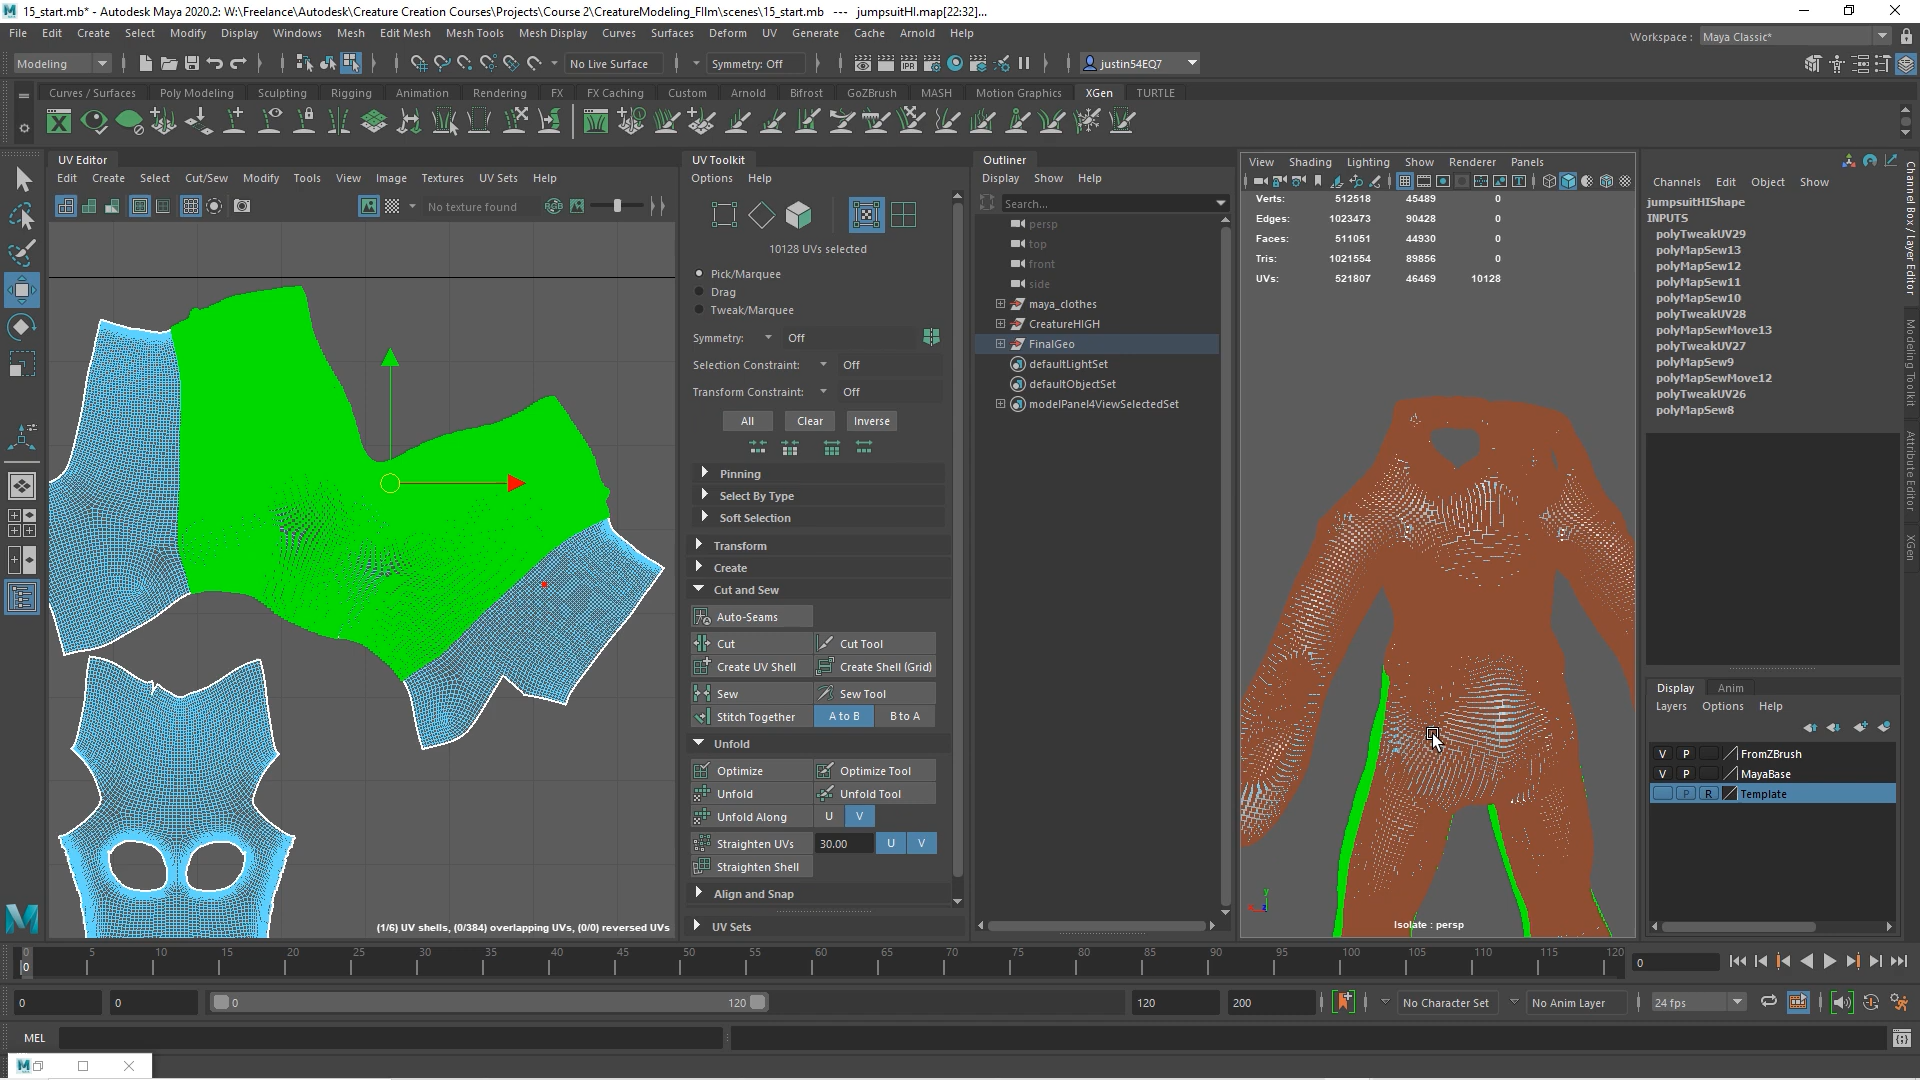 15_start.mb* - Autodesk Maya 2020.2: W:\Freelance\Autodesk\Creature Creation Courses\Projects\Course 2\CreatureModeling_FIlm\scenes\15_start.mb   ---   jumpsuitHI.map[22:32]...
File Edit Create Select Modify Display Windows Mesh Edit Mesh Mesh Tools Mesh Display Curves Surfaces Deform UV Generate Cache Arnold Help
Workspace : Maya Classic*
Modeling No Live Surface Symmetry: Off justin54EQ7
Curves / Surfaces Poly Modeling Sculpting Rigging Animation Rendering FX FX Caching Custom Arnold Bifrost GoZBrush MASH Motion Graphics XGen TURTLE
UV Editor
Edit Create Select Cut/Sew Modify Tools View Image Textures UV Sets Help
No texture found
(1/6) UV shells, (0/384) overlapping UVs, (0/0) reversed UVs
UV Toolkit
Options Help
10128 UVs selected
Pick/Marquee
Drag
Tweak/Marquee
Symmetry: Off
Selection Constraint: Off
Transform Constraint: Off
All Clear Inverse
Pinning
Select By Type
Soft Selection
Transform
Create
Cut and Sew
Auto-Seams
Cut Cut Tool
Create UV Shell Create Shell (Grid)
Sew Sew Tool
Stitch Together A to B B to A
Unfold
Optimize Optimize Tool
Unfold Unfold Tool
Unfold Along U V
Straighten UVs 30.00 U V
Straighten Shell
Align and Snap
UV Sets
Outliner
Display Show Help
Search...
persp
top
front
side
maya_clothes
CreatureHIGH
FinalGeo
defaultLightSet
defaultObjectSet
modelPanel4ViewSelectedSet
View Shading Lighting Show Renderer Panels
Verts: 512518 45489 0
Edges: 1023473 90428 0
Faces: 511051 44930 0
Tris: 1021554 89856 0
UVs: 521807 46469 10128
y
z
Isolate : persp
Channels Edit Object Show
jumpsuitHIShape
INPUTS
polyTweakUV29
polyMapSew13
polyMapSew12
polyMapSew11
polyMapSew10
polyTweakUV28
polyMapSewMove13
polyTweakUV27
polyMapSew9
polyMapSewMove12
polyTweakUV26
polyMapSew8
Display Anim
Layers Options Help
V P FromZBrush
V P MayaBase
P R Template
Channel Box / Layer Editor
Modeling Toolkit
Attribute Editor
XGen
0 5 10 15 20 25 30 35 40 45 50 55 60 65 70 75 80 85 90 95 100 105 110 115 120
0 0
0 0 0 120 120 200 No Character Set No Anim Layer 24 fps
MEL